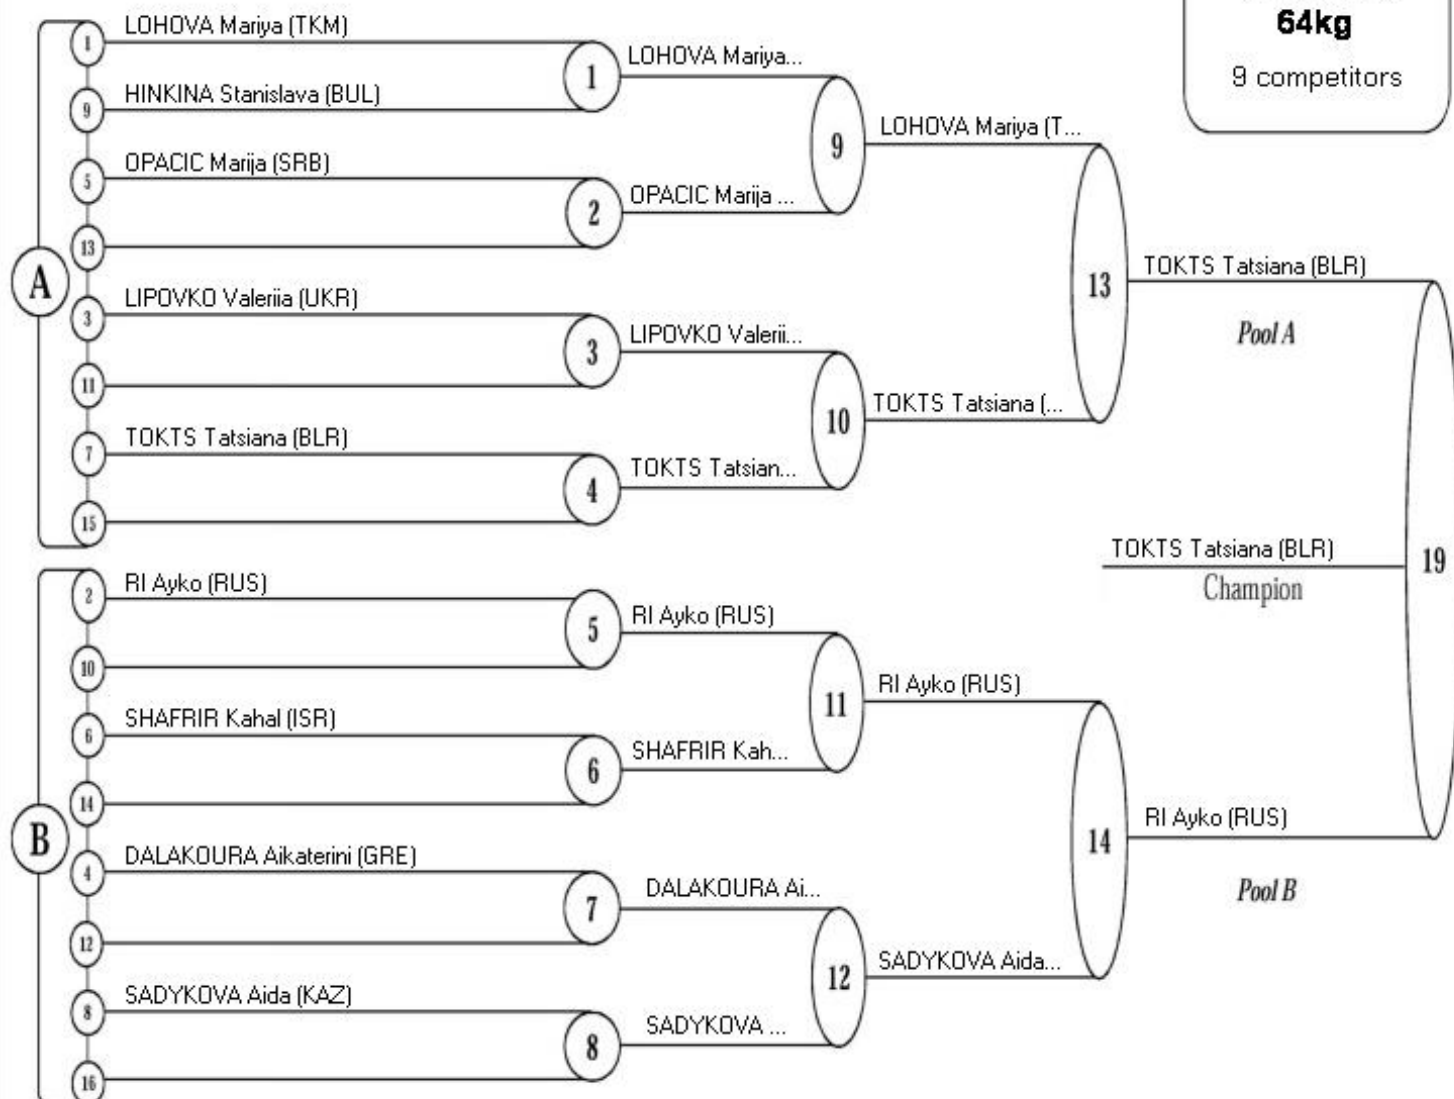 64kg
9 competitors
A
1 LOHOVA Mariya (TKM)
9 HINKINA Stanislava (BUL)
5 OPACIC Marija (SRB)
13
3 LIPOVKO Valeriia (UKR)
11
7 TOKTS Tatsiana (BLR)
15
1
2
3
4
LOHOVA Mariya...
OPACIC Marija ...
LIPOVKO Valerii...
TOKTS Tatsian...
9
10
LOHOVA Mariya (T...
TOKTS Tatsiana (...
13
TOKTS Tatsiana (BLR)
Pool A
B
2 RI Ayko (RUS)
10
6 SHAFRIR Kahal (ISR)
14
4 DALAKOURA Aikaterini (GRE)
12
8 SADYKOVA Aida (KAZ)
16
5
6
7
8
RI Ayko (RUS)
SHAFRIR Kah...
DALAKOURA Ai...
SADYKOVA ...
11
12
RI Ayko (RUS)
SADYKOVA Aida...
14
RI Ayko (RUS)
Pool B
TOKTS Tatsiana (BLR)
Champion
19